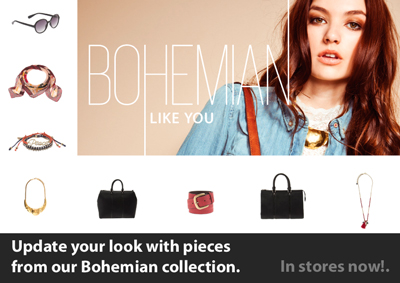 BOHEMIAN
LIKE YOU
Update your look with pieces
from our Bohemian collection.
In stores now!.